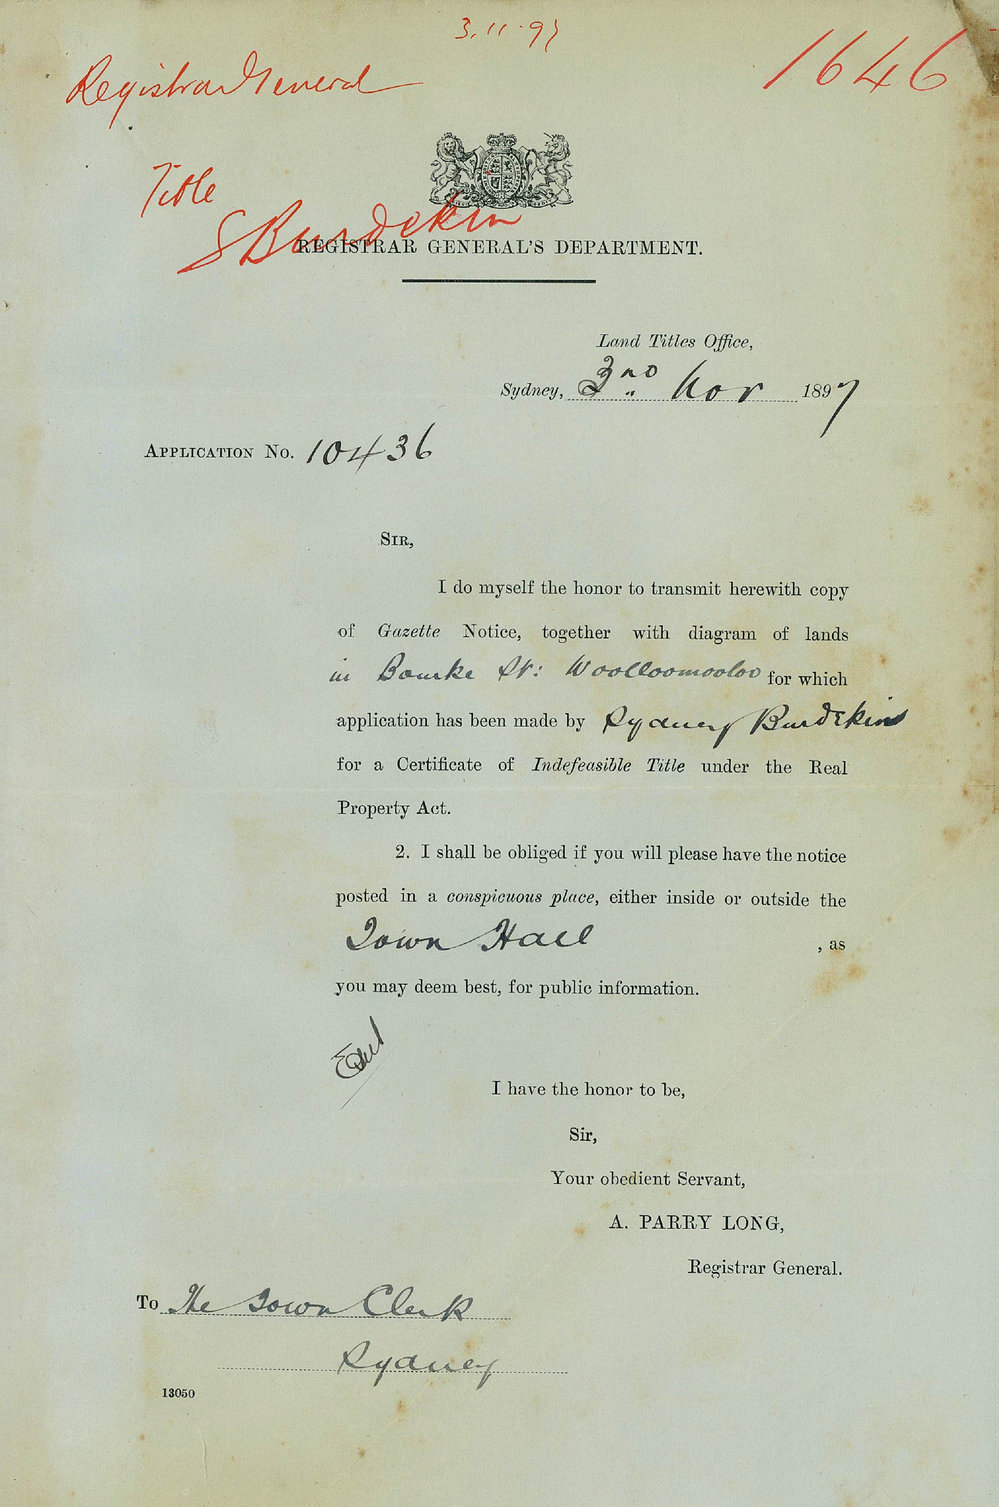 3.11.97
1646
Registrar General
Title
S Burdekin
REGISTRAR GENERAL'S DEPARTMENT.
Land Titles Office,
Sydney, 3rd Nov 1897
APPLICATION No. 10436
SIR,
I do myself the honor to transmit herewith copy
of Gazette Notice, together with diagram of lands
in Bourke St: Woolloomooloo for which
application has been made by Sydney Burdekin
for a Certificate of Indefeasible Title under the Real
Property Act.
2. I shall be obliged if you will please have the notice
posted in a conspicuous place, either inside or outside the
Town Hall , as
you may deem best, for public information.
I have the honor to be,
Sir,
Your obedient Servant,
A. PARRY LONG,
Registrar General.
To The Town Clerk
Sydney
13050